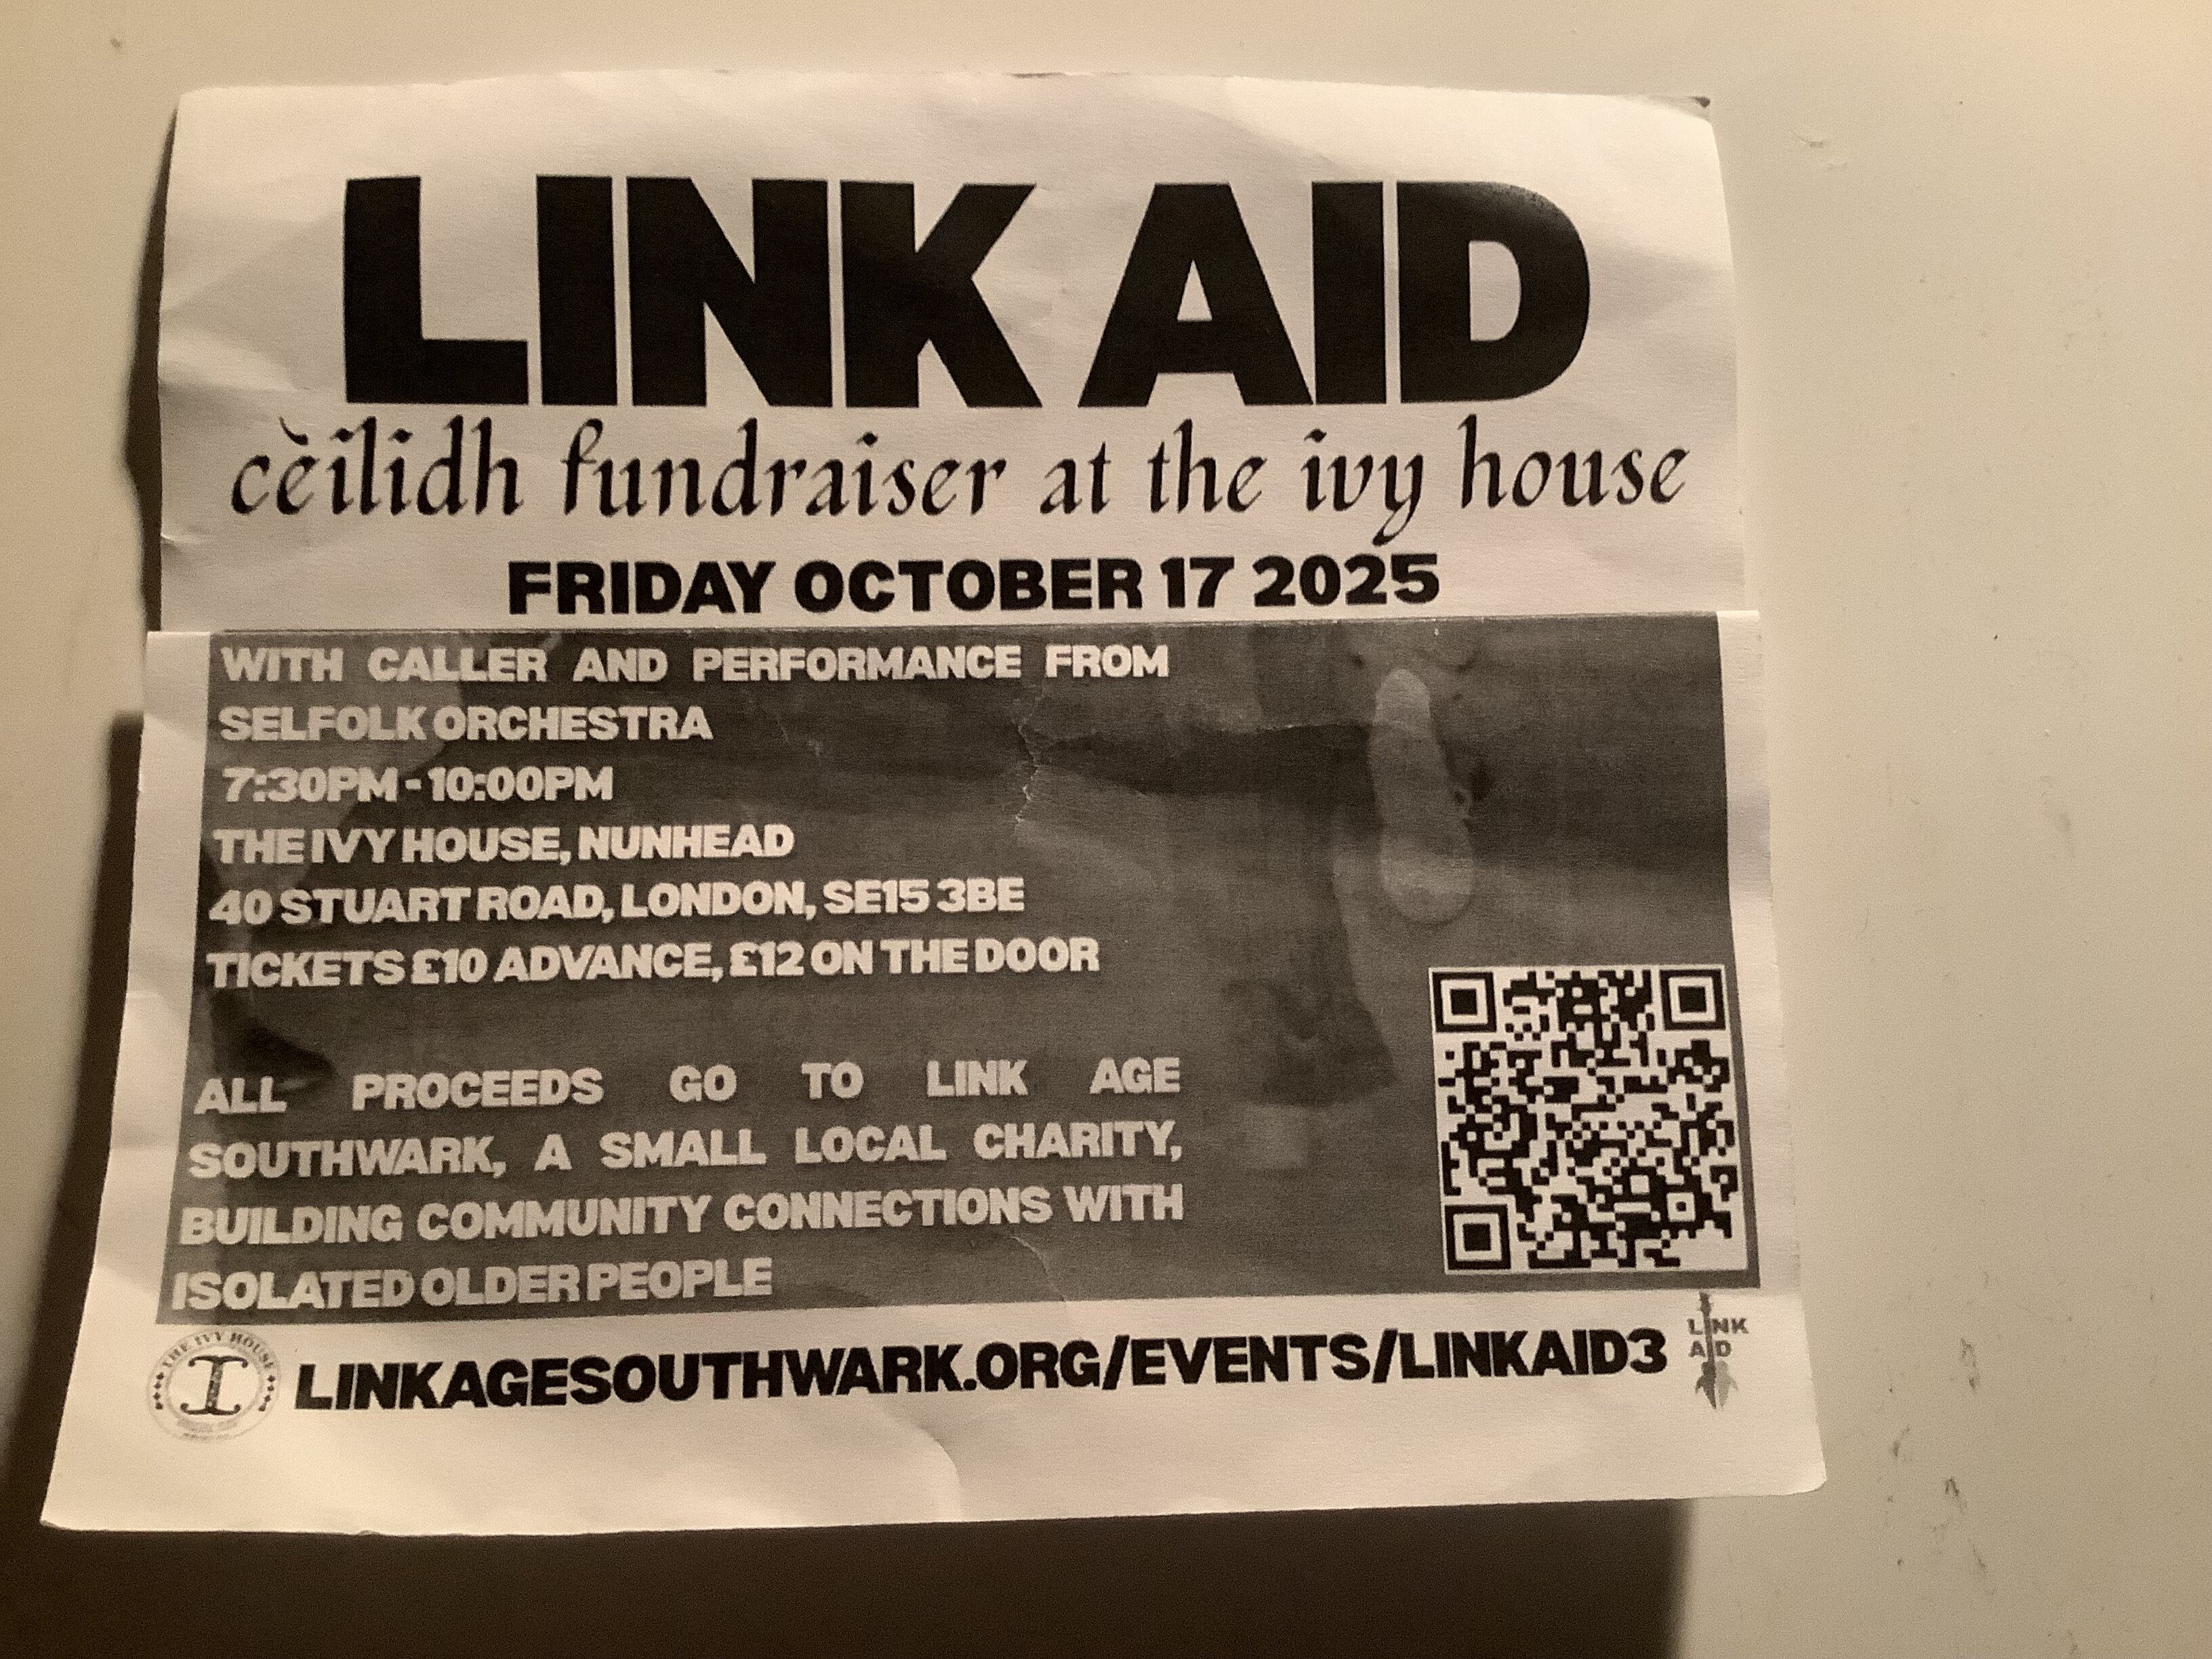 LINK AID
cèilidh fundraiser at the ivy house
FRIDAY OCTOBER 17 2025
WITH CALLER AND PERFORMANCE FROM
SELFOLK ORCHESTRA
7:30PM - 10:00PM
THE IVY HOUSE, NUNHEAD
40 STUART ROAD, LONDON, SE15 3BE
TICKETS £10 ADVANCE, £12 ON THE DOOR
ALL PROCEEDS GO TO LINK AGE
SOUTHWARK, A SMALL LOCAL CHARITY,
BUILDING COMMUNITY CONNECTIONS WITH
ISOLATED OLDER PEOPLE
THE IVY HOUSE
I
LINKAGESOUTHWARK.ORG/EVENTS/LINKAID3
LINK
AID